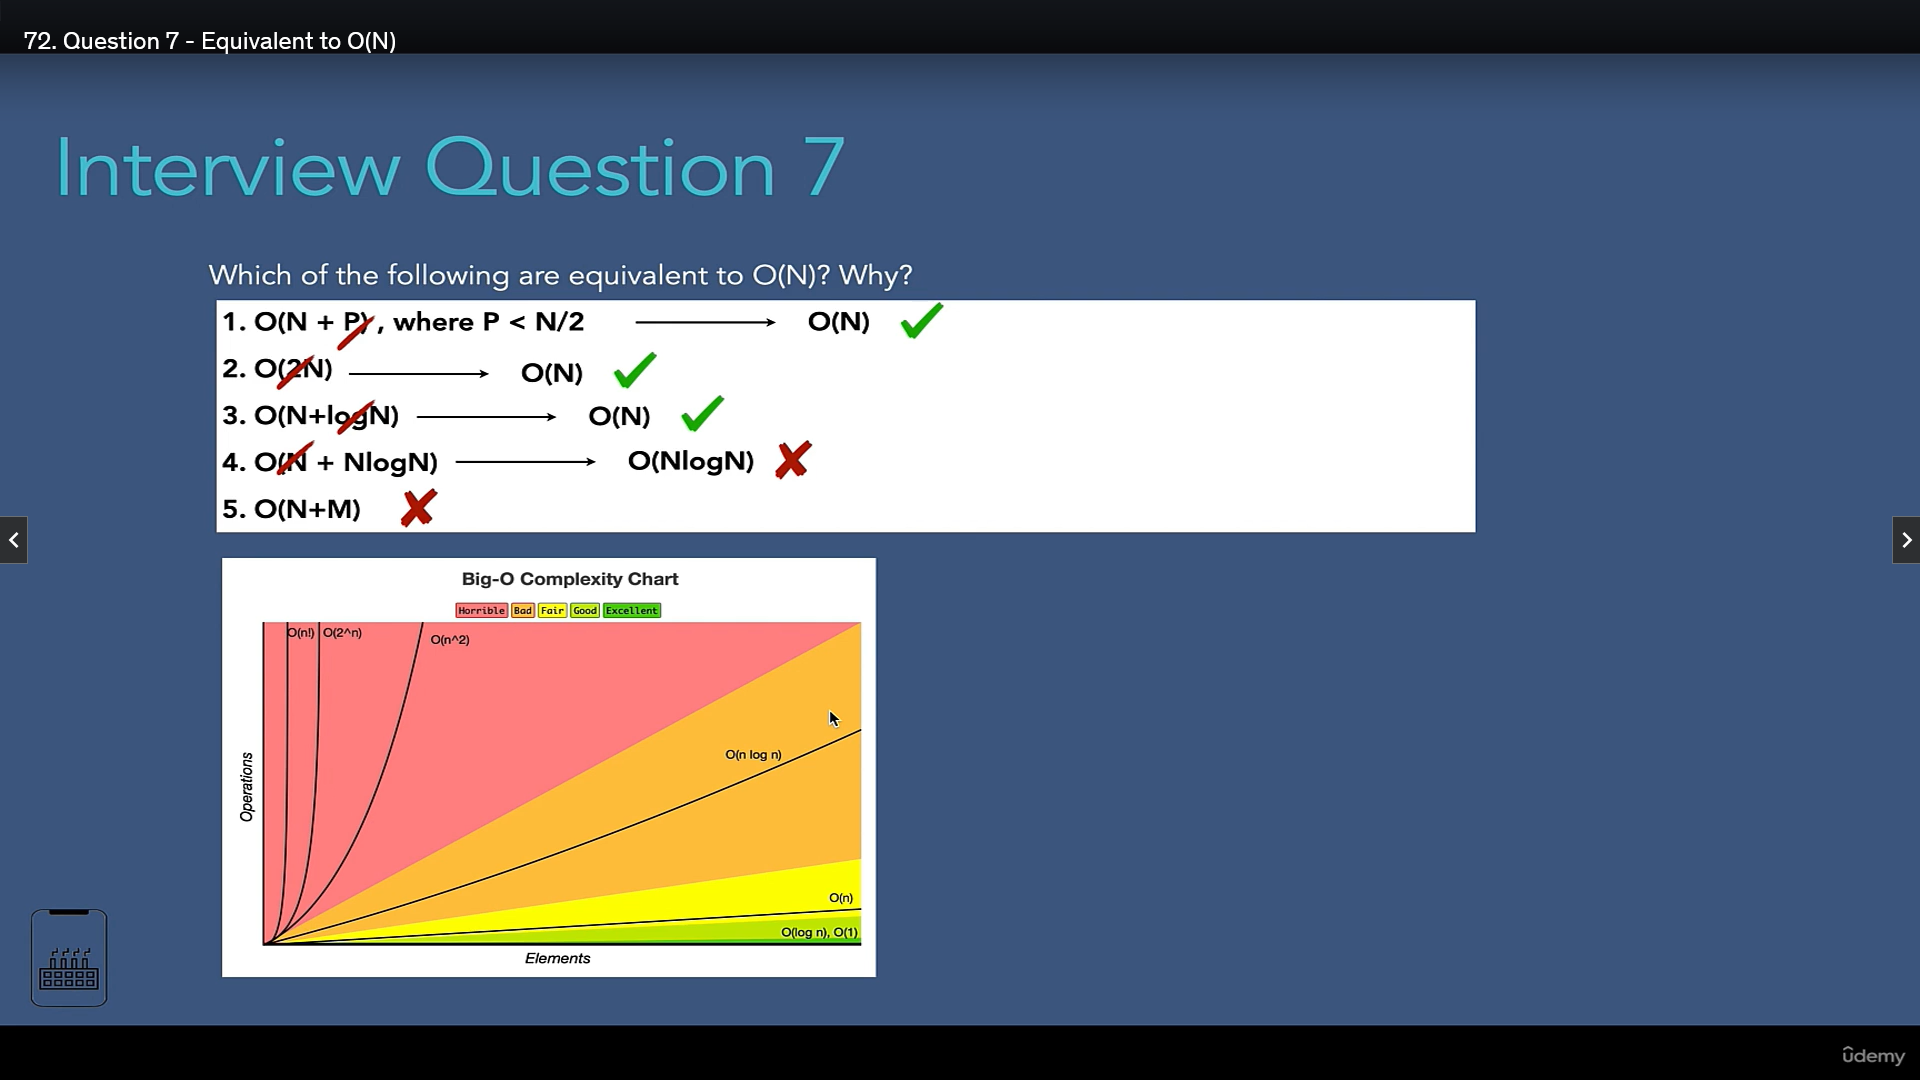 72. Question 7 - Equivalent to O(N)
Interview Question 7
Which of the following are equivalent to O(N)? Why?
1. O(N + P) , where P < N/2 O(N)
2. O(2N) O(N)
3. O(N+logN) O(N)
4. O(N + NlogN) O(NlogN)
5. O(N+M)
Big-O Complexity Chart
Horrible Bad Fair Good Excellent
O(n!) O(2^n) O(n^2)
O(n log n)
O(n)
O(log n), O(1)
Operations
Elements
ûdemy